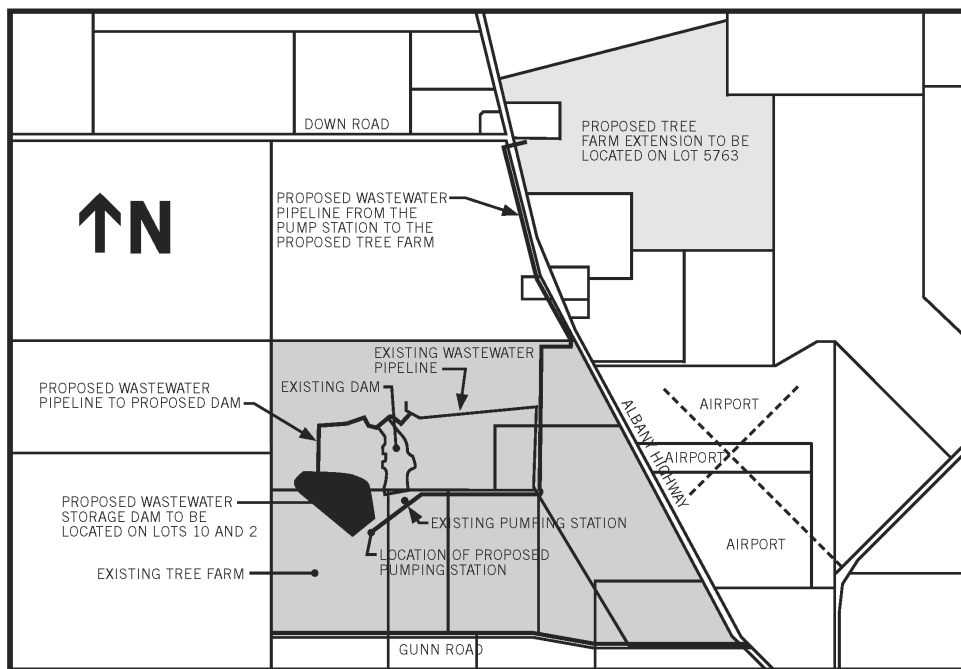 DOWN ROAD
PROPOSED TREE
FARM EXTENSION TO BE
LOCATED ON LOT 5763
PROPOSED WASTEWATER
PIPELINE FROM THE
PUMP STATION TO THE
PROPOSED TREE FARM
N
EXISTING WASTEWATER
PIPELINE
EXISTING DAM
PROPOSED WASTEWATER
PIPELINE TO PROPOSED DAM
ALBANY HIGHWAY
AIRPORT
AIRPORT
AIRPORT
PROPOSED WASTEWATER
STORAGE DAM TO BE
LOCATED ON LOTS 10 AND 2
EXISTING PUMPING STATION
LOCATION OF PROPOSED
PUMPING STATION
EXISTING TREE FARM
GUNN ROAD